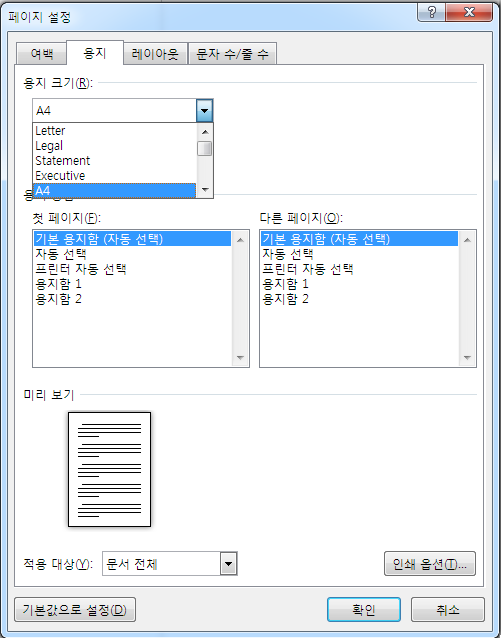 페이지 설정
여백 용지 레이아웃 문자 수/줄 수
용지 크기(R):
A4
Letter
Legal
Statement
Executive
A4
첫 페이지(F): 다른 페이지(O):
기본 용지함 (자동 선택) 기본 용지함 (자동 선택)
자동 선택 자동 선택
프린터 자동 선택 프린터 자동 선택
용지함 1 용지함 1
용지함 2 용지함 2
미리 보기
적용 대상(Y): 문서 전체 인쇄 옵션(T)...
기본값으로 설정(D) 확인 취소